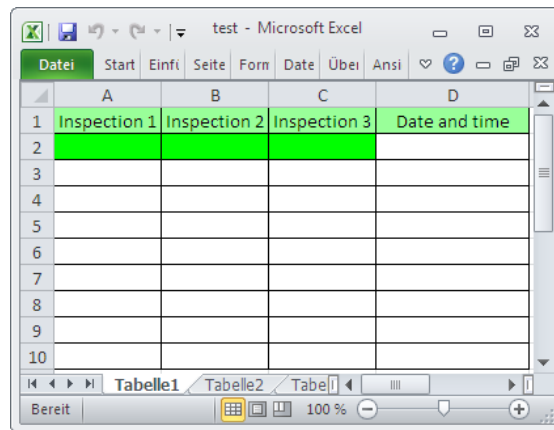 test - Microsoft Excel
Datei Start Einfü Seite Forn Date Über Ansi
A B C D
1 Inspection 1 Inspection 2 Inspection 3 Date and time
2
3
4
5
6
7
8
9
10
Tabelle1 Tabelle2 Tabe
Bereit 100 %